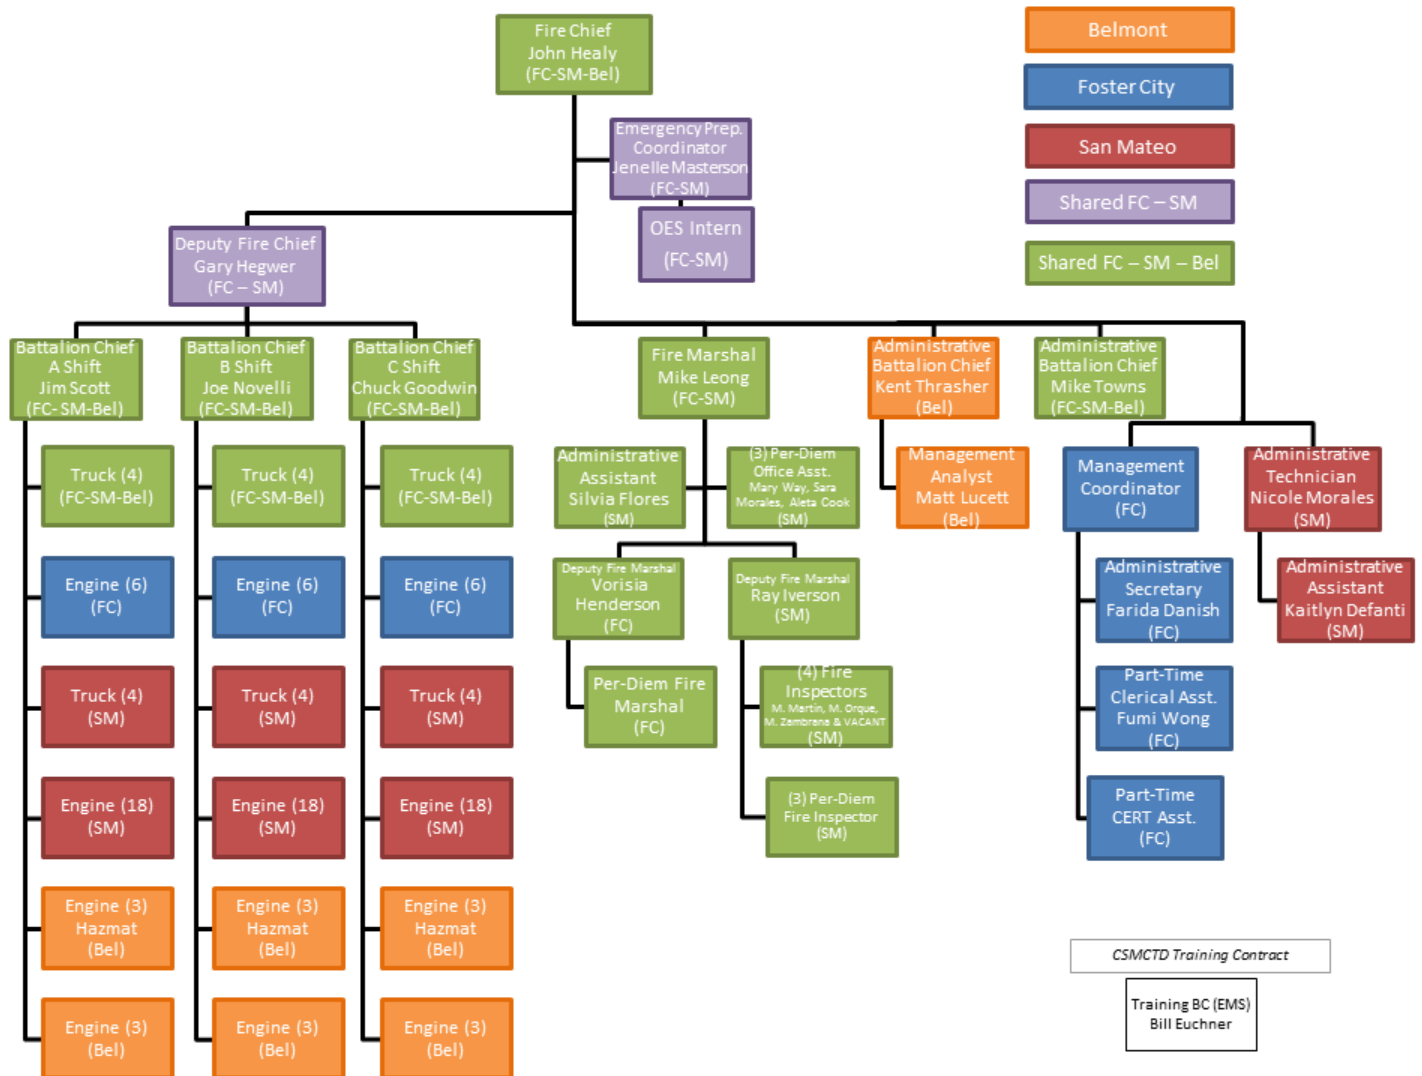 Fire Chief
John Healy
(FC-SM-Bel)
Belmont
Foster City
San Mateo
Shared FC – SM
Shared FC – SM – Bel
Emergency Prep.
Coordinator
Jenelle Masterson
(FC-SM)
OES Intern
(FC-SM)
Deputy Fire Chief
Gary Hegwer
(FC – SM)
Battalion Chief
A Shift
Jim Scott
(FC- SM-Bel)
Battalion Chief
B Shift
Joe Novelli
(FC-SM-Bel)
Battalion Chief
C Shift
Chuck Goodwin
(FC-SM-Bel)
Fire Marshal
Mike Leong
(FC-SM)
Administrative
Battalion Chief
Kent Thrasher
(Bel)
Administrative
Battalion Chief
Mike Towns
(FC-SM-Bel)
Truck (4)
(FC-SM-Bel)
Truck (4)
(FC-SM-Bel)
Truck (4)
(FC-SM-Bel)
Administrative
Assistant
Silvia Flores
(SM)
(3) Per-Diem
Office Asst.
Mary Way, Sara
Morales, Aleta Cook
(SM)
Management
Analyst
Matt Lucett
(Bel)
Management
Coordinator
(FC)
Administrative
Technician
Nicole Morales
(SM)
Engine (6)
(FC)
Engine (6)
(FC)
Engine (6)
(FC)
Deputy Fire Marshal
Vorisia
Henderson
(FC)
Deputy Fire Marshal
Ray Iverson
(SM)
Administrative
Secretary
Farida Danish
(FC)
Administrative
Assistant
Kaitlyn Defanti
(SM)
Truck (4)
(SM)
Truck (4)
(SM)
Truck (4)
(SM)
Per-Diem Fire
Marshal
(FC)
(4) Fire
Inspectors
M. Martin, M. Orque,
M. Zambrana & VACANT
(SM)
Part-Time
Clerical Asst.
Fumi Wong
(FC)
Engine (18)
(SM)
Engine (18)
(SM)
Engine (18)
(SM)
(3) Per-Diem
Fire Inspector
(SM)
Part-Time
CERT Asst.
(FC)
Engine (3)
Hazmat
(Bel)
Engine (3)
Hazmat
(Bel)
Engine (3)
Hazmat
(Bel)
Engine (3)
(Bel)
Engine (3)
(Bel)
Engine (3)
(Bel)
CSMCTD Training Contract
Training BC (EMS)
Bill Euchner